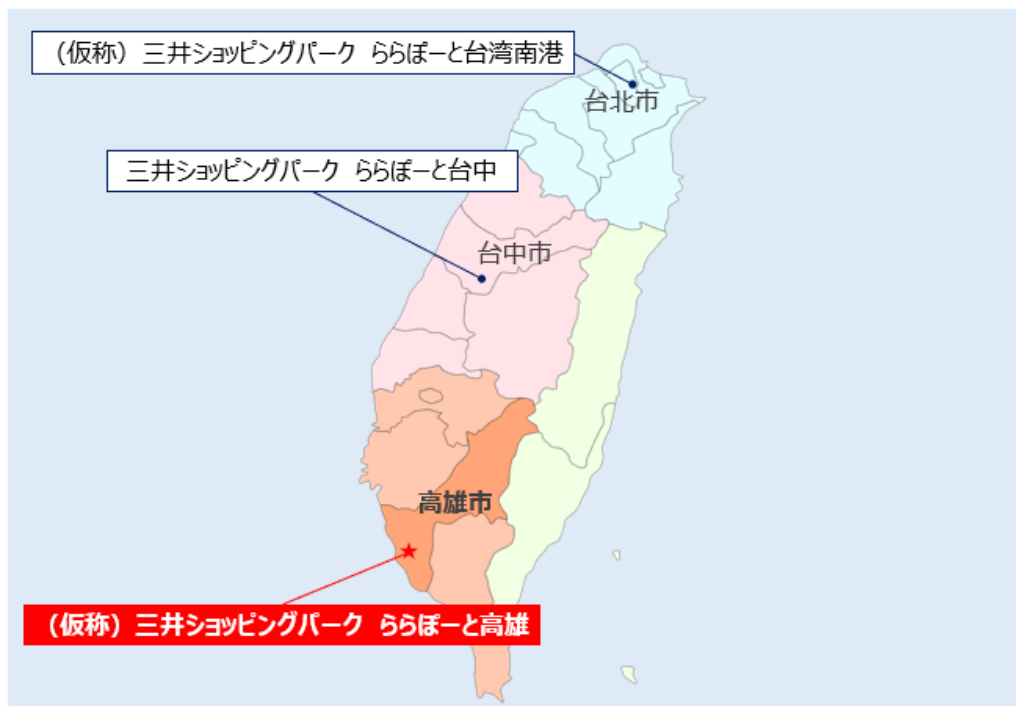 （仮称）三井ショッピングパーク ららぽーと台湾南港
台北市
三井ショッピングパーク ららぽーと台中
台中市
高雄市
（仮称）三井ショッピングパーク ららぽーと高雄